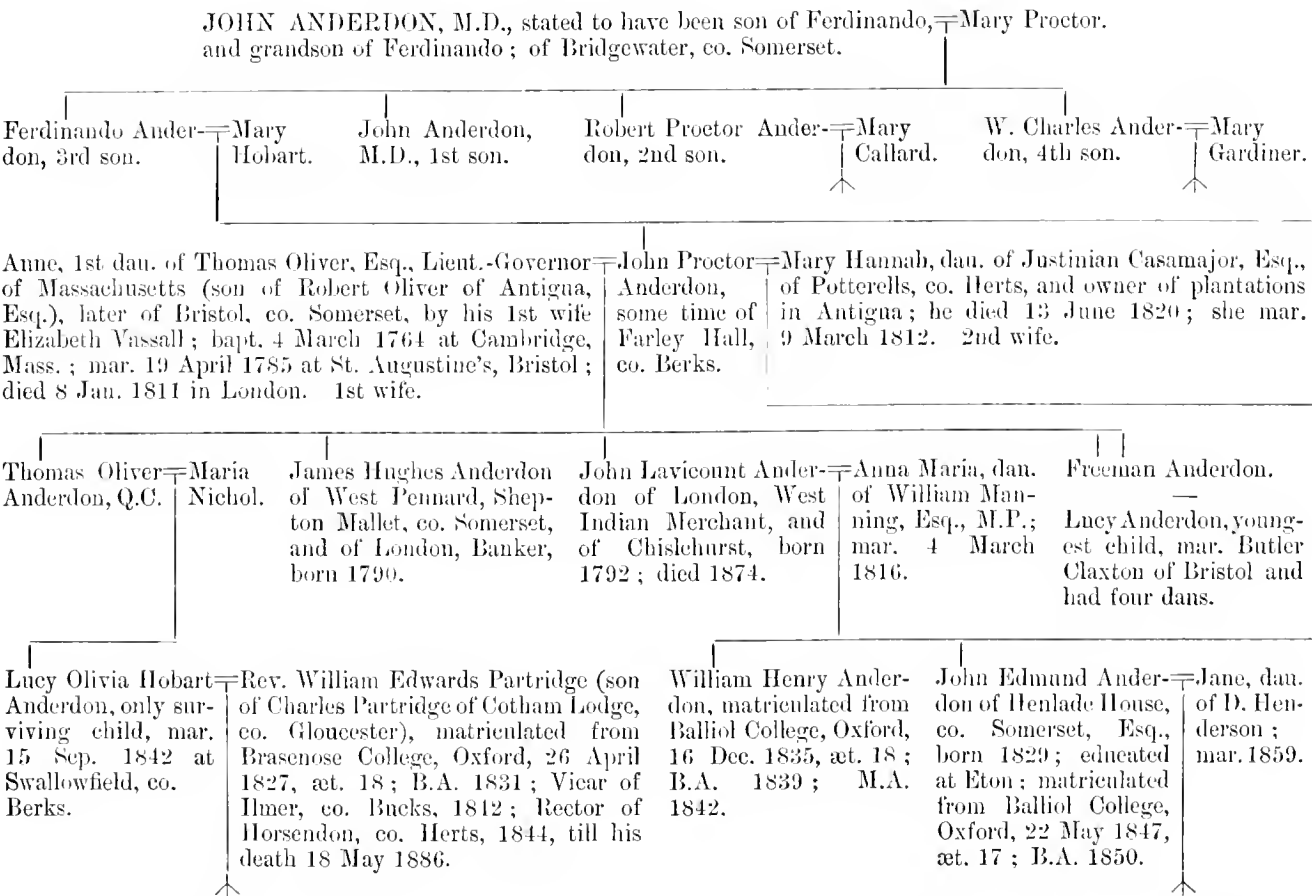 JOHN ANDERDON, M.D., stated to have been son of Ferdinando,
and grandson of Ferdinando ; of Bridgewater, co. Somerset.
Mary Proctor.
Ferdinando Ander-
don, 3rd son.
Mary
Hobart.
John Anderdon,
M.D., 1st son.
Robert Proctor Ander-
don, 2nd son.
Mary
Callard.
W. Charles Ander-
don, 4th son.
Mary
Gardiner.
Anne, 1st dau. of Thomas Oliver, Esq., Lieut.-Governor
of Massachusetts (son of Robert Oliver of Antigua,
Esq.), later of Bristol, co. Somerset, by his 1st wife
Elizabeth Vassall ; bapt. 4 March 1764 at Cambridge,
Mass. ; mar. 19 April 1785 at St. Augustine's, Bristol ;
died 8 Jan. 1811 in London. 1st wife.
John Proctor
Anderdon,
some time of
Farley Hall,
co. Berks.
Mary Hannah, dau. of Justinian Casamajor, Esq.,
of Potterells, co. Herts, and owner of plantations
in Antigua ; he died 13 June 1820 ; she mar.
9 March 1812. 2nd wife.
Thomas Oliver
Anderdon, Q.C.
Maria
Nichol.
James Hughes Anderdon
of West Pennard, Shep-
ton Mallet, co. Somerset,
and of London, Banker,
born 1790.
John Lavicount Ander-
don of London, West
Indian Merchant, and
of Chislehurst, born
1792 ; died 1874.
Anna Maria, dau.
of William Man-
ning, Esq., M.P. ;
mar. 4 March
1816.
Freeman Anderdon.
—
Lucy Anderdon, young-
est child, mar. Butler
Claxton of Bristol and
had four daus.
Lucy Olivia Hobart
Anderdon, only sur-
viving child, mar.
15 Sep. 1842 at
Swallowfield, co.
Berks.
Rev. William Edwards Partridge (son
of Charles Partridge of Cotham Lodge,
co. Gloucester), matriculated from
Brasenose College, Oxford, 26 April
1827, æt. 18 ; B.A. 1831 ; Vicar of
Ilmer, co. Bucks, 1842 ; Rector of
Horsendon, co. Herts, 1844, till his
death 18 May 1886.
William Henry Ander-
don, matriculated from
Balliol College, Oxford,
16 Dec. 1835, æt. 18 ;
B.A. 1839 ; M.A.
1842.
John Edmund Ander-
don of Henlade House,
co. Somerset, Esq.,
born 1829 ; educated
at Eton ; matriculated
from Balliol College,
Oxford, 22 May 1847,
æt. 17 ; B.A. 1850.
Jane, dau.
of D. Hen-
derson ;
mar. 1859.